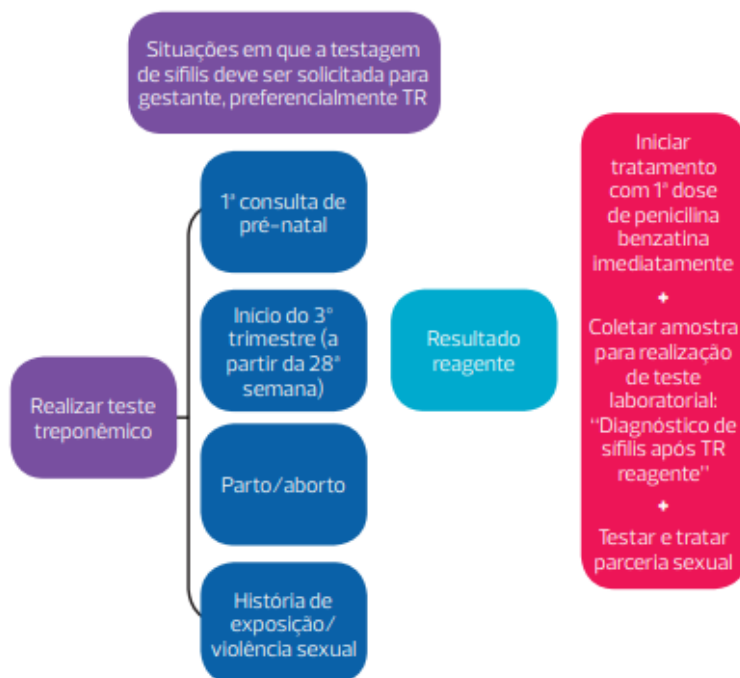 Situações em que a testagem
de sífilis deve ser solicitada para
gestante, preferencialmente TR
Realizar teste
treponêmico
1ª consulta de
pré-natal
Início do 3°
trimestre (a
partir da 28ª
semana)
Parto/aborto
História de
exposição/
violência sexual
Resultado
reagente
Iniciar
tratamento
com 1ª dose
de penicilina
benzatina
imediatamente
+
Coletar amostra
para realização
de teste
laboratorial:
"Diagnóstico de
sífilis após TR
reagente"
+
Testar e tratar
parceria sexual